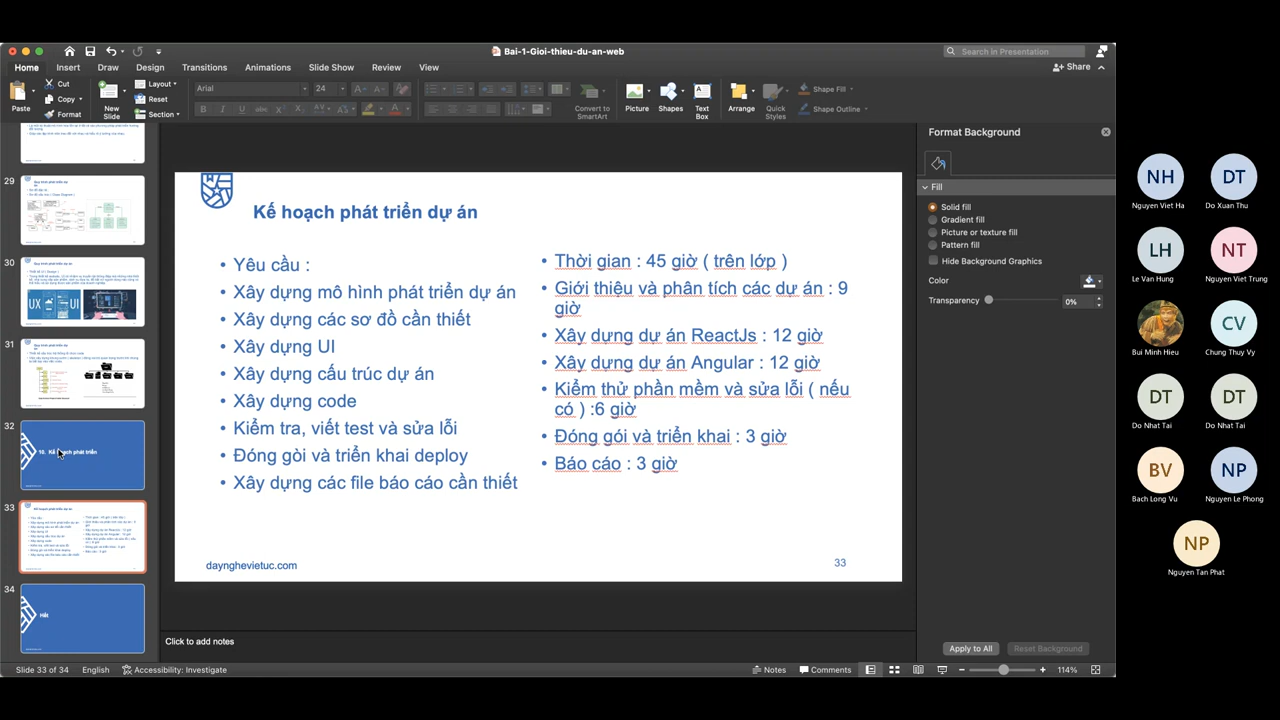 Bai-1-Gioi-thieu-du-an-web
Search in Presentation
Home Insert Draw Design Transitions Animations Slide Show Review View
Share
Paste
Cut
Copy
Format
New Slide
Layout
Reset
Section
Arial 24
Convert to SmartArt
Picture
Shapes
Text Box
Arrange
Quick Styles
Shape Fill
Shape Outline
29
30
31
32
10. Kế hoạch phát triển
33
34
Hết
Kế hoạch phát triển dự án
• Yêu cầu :
• Xây dựng mô hình phát triên dự án
• Xây dựng các sơ đồ cần thiết
• Xây dựng UI
• Xây dựng cấu trúc dự án
• Xây dựng code
• Kiểm tra, viết test và sửa lỗi
• Đóng gòi và triển khai deploy
• Xây dựng các file báo cáo cần thiết
• Thời gian : 45 giờ ( trên lớp )
• Giới thiệu và phân tích các dự án : 9
giờ
• Xây dựng dự án ReactJs : 12 giờ
• Xây dựng dự án Angular : 12 giờ
• Kiểm thử phần mềm và sửa lỗi ( nếu
có ) :6 giờ
• Đóng gói và triển khai : 3 giờ
• Báo cáo : 3 giờ
daynghevietuc.com
33
Click to add notes
Format Background
Fill
Solid fill
Gradient fill
Picture or texture fill
Pattern fill
Hide Background Graphics
Color
Transparency 0%
Apply to All Reset Background
Slide 33 of 34 English Accessibility: Investigate
Notes Comments 114%
NH DT
Nguyen Viet Ha Do Xuan Thu
LH NT
Le Van Hung Nguyen Viet Trung
CV
Bui Minh Hieu Chung Thuy Vy
DT DT
Do Nhat Tai Do Nhat Tai
BV NP
Bach Long Vu Nguyen Le Phong
NP
Nguyen Tan Phat